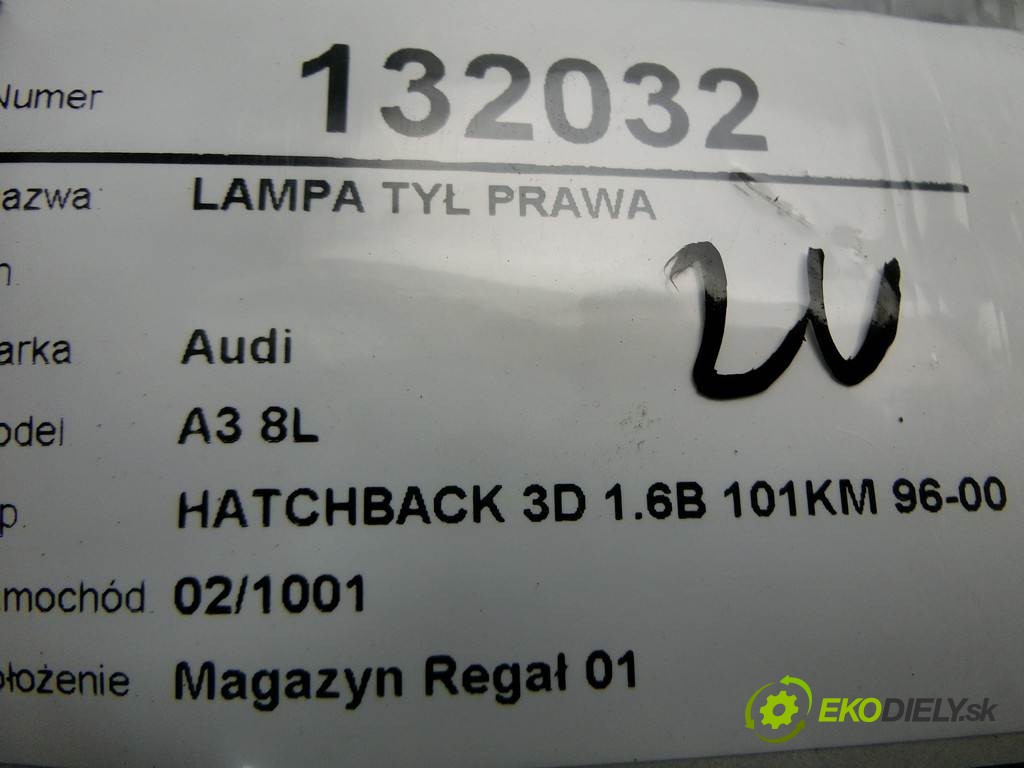 Numer 132032
azwa LAMPA TYŁ PRAWA
arka Audi
odel A3 8L
p. HATCHBACK 3D 1.6B 101KM 96-00
mochód 02/1001
ołożenie Magazyn Regał 01
EKODIELY.sk